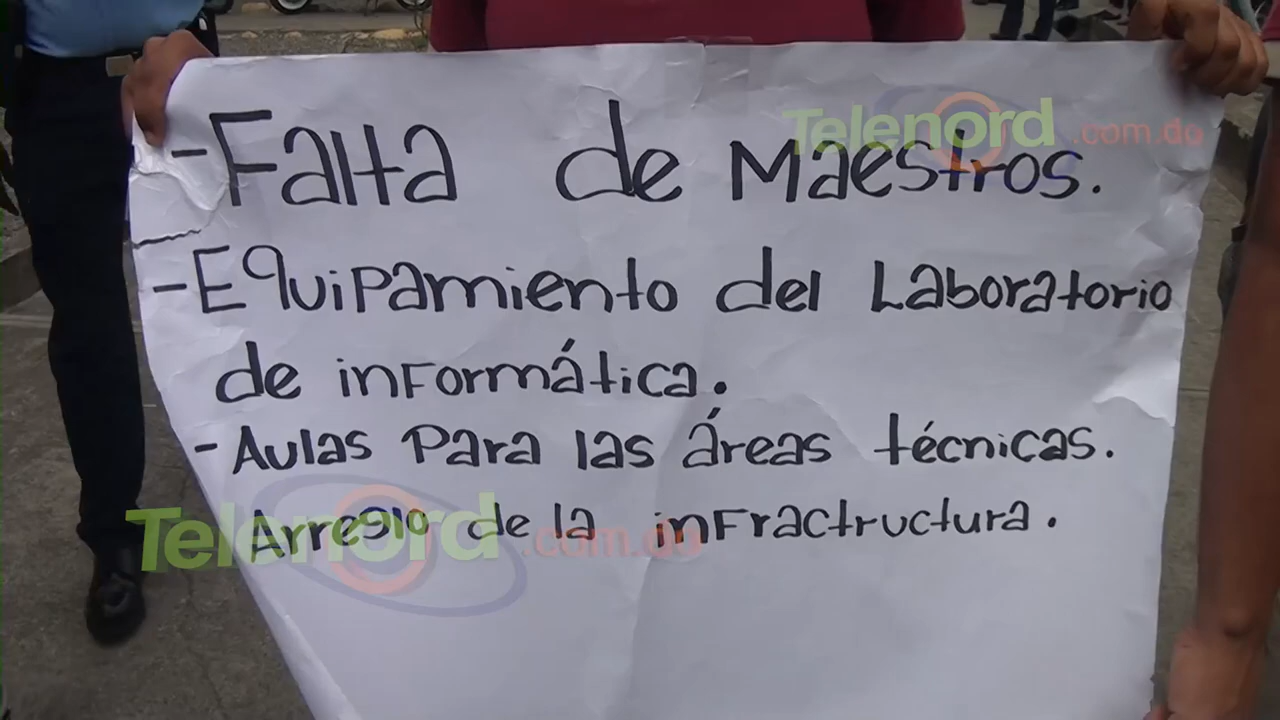 -Falta de Maestros.
-Equipamiento del Laboratorio
de informática.
-Aulas para las áreas técnicas.
Arreglo de la infractructura.
Telenord.com.do
Telenord.com.do